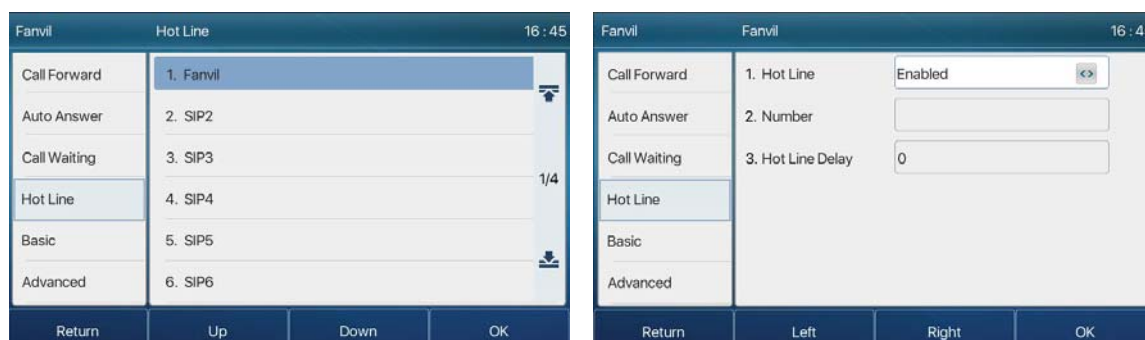 Fanvil Hot Line 16:45
Call Forward 1. Fanvil
Auto Answer 2. SIP2
Call Waiting 3. SIP3
1/4
Hot Line 4. SIP4
Basic 5. SIP5
Advanced 6. SIP6
Return Up Down OK
Fanvil Fanvil 16:4
Call Forward 1. Hot Line Enabled <>
Auto Answer 2. Number
Call Waiting 3. Hot Line Delay 0
Hot Line
Basic
Advanced
Return Left Right OK